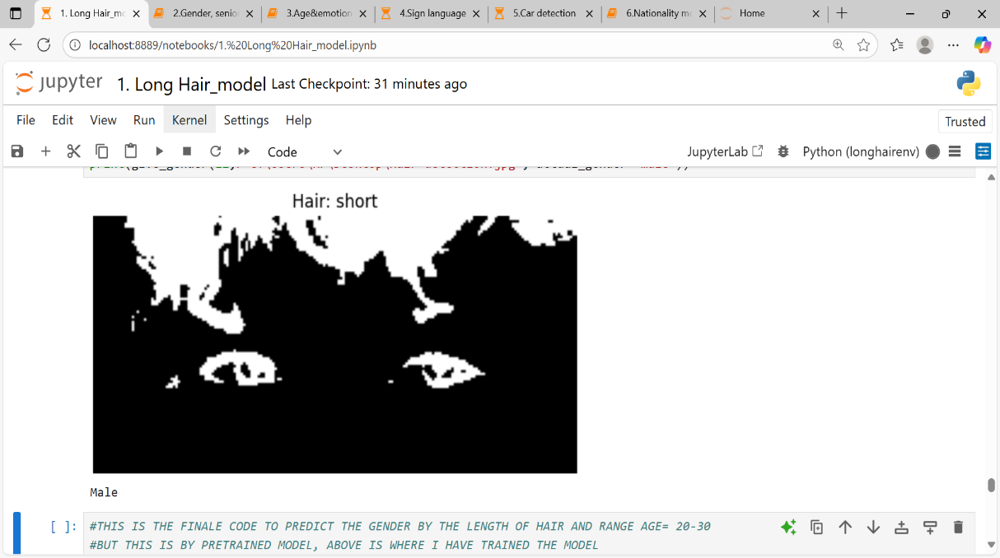 1. Long Hair_mo
2.Gender, senior
3.Age&emotion
4.Sign language
5.Car detection
6.Nationality mo
Home
localhost:8889/notebooks/1.%20Long%20Hair_model.ipynb
jupyter
1. Long Hair_model Last Checkpoint: 31 minutes ago
File Edit View Run Kernel Settings Help
Trusted
Code
JupyterLab
Python (longhairenv)
Hair: short
Male
[ ]:
#THIS IS THE FINALE CODE TO PREDICT THE GENDER BY THE LENGTH OF HAIR AND RANGE AGE= 20-30
#BUT THIS IS BY PRETRAINED MODEL, ABOVE IS WHERE I HAVE TRAINED THE MODEL